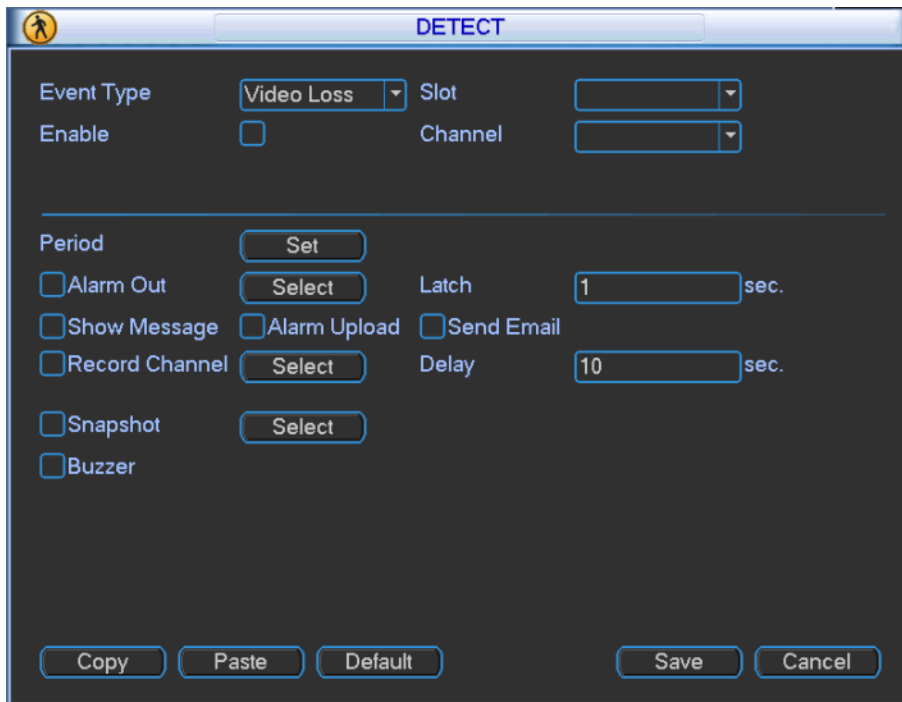 DETECT
Event Type Video Loss Slot
Enable Channel
Period Set
Alarm Out Select Latch 1 sec.
Show Message Alarm Upload Send Email
Record Channel Select Delay 10 sec.
Snapshot Select
Buzzer
Copy Paste Default Save Cancel